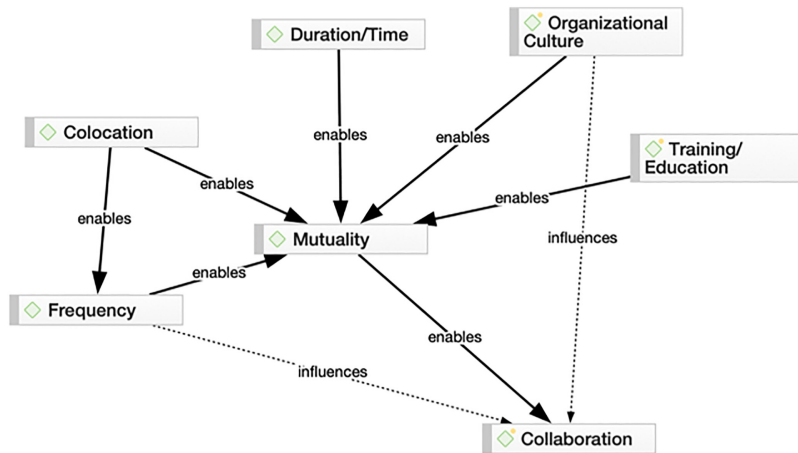 Duration/Time
Organizational
Culture
Colocation
enables
enables
Training/
Education
enables
enables
enables
influences
Mutuality
enables
Frequency
enables
influences
Collaboration